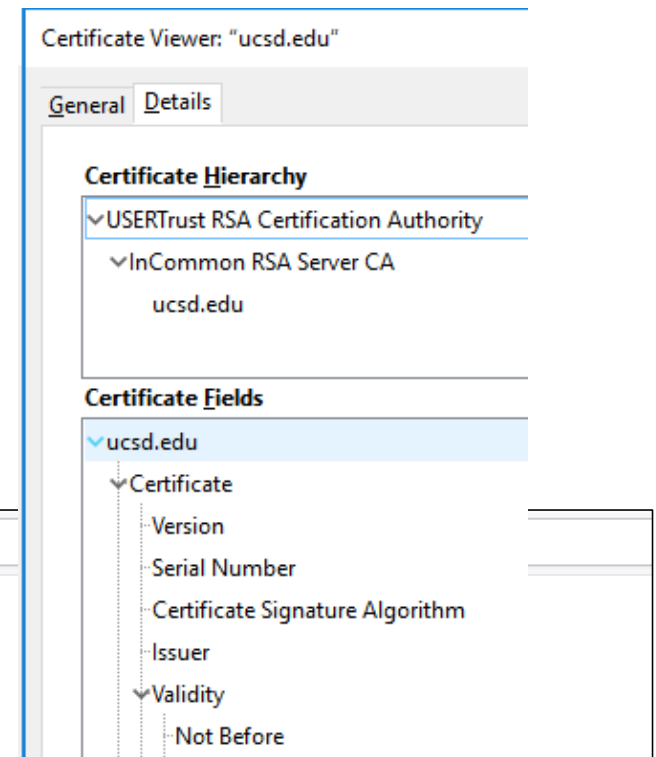 Certificate Viewer: "ucsd.edu"
General Details
Certificate Hierarchy
USERTrust RSA Certification Authority
InCommon RSA Server CA
ucsd.edu
Certificate Fields
ucsd.edu
Certificate
Version
Serial Number
Certificate Signature Algorithm
Issuer
Validity
Not Before